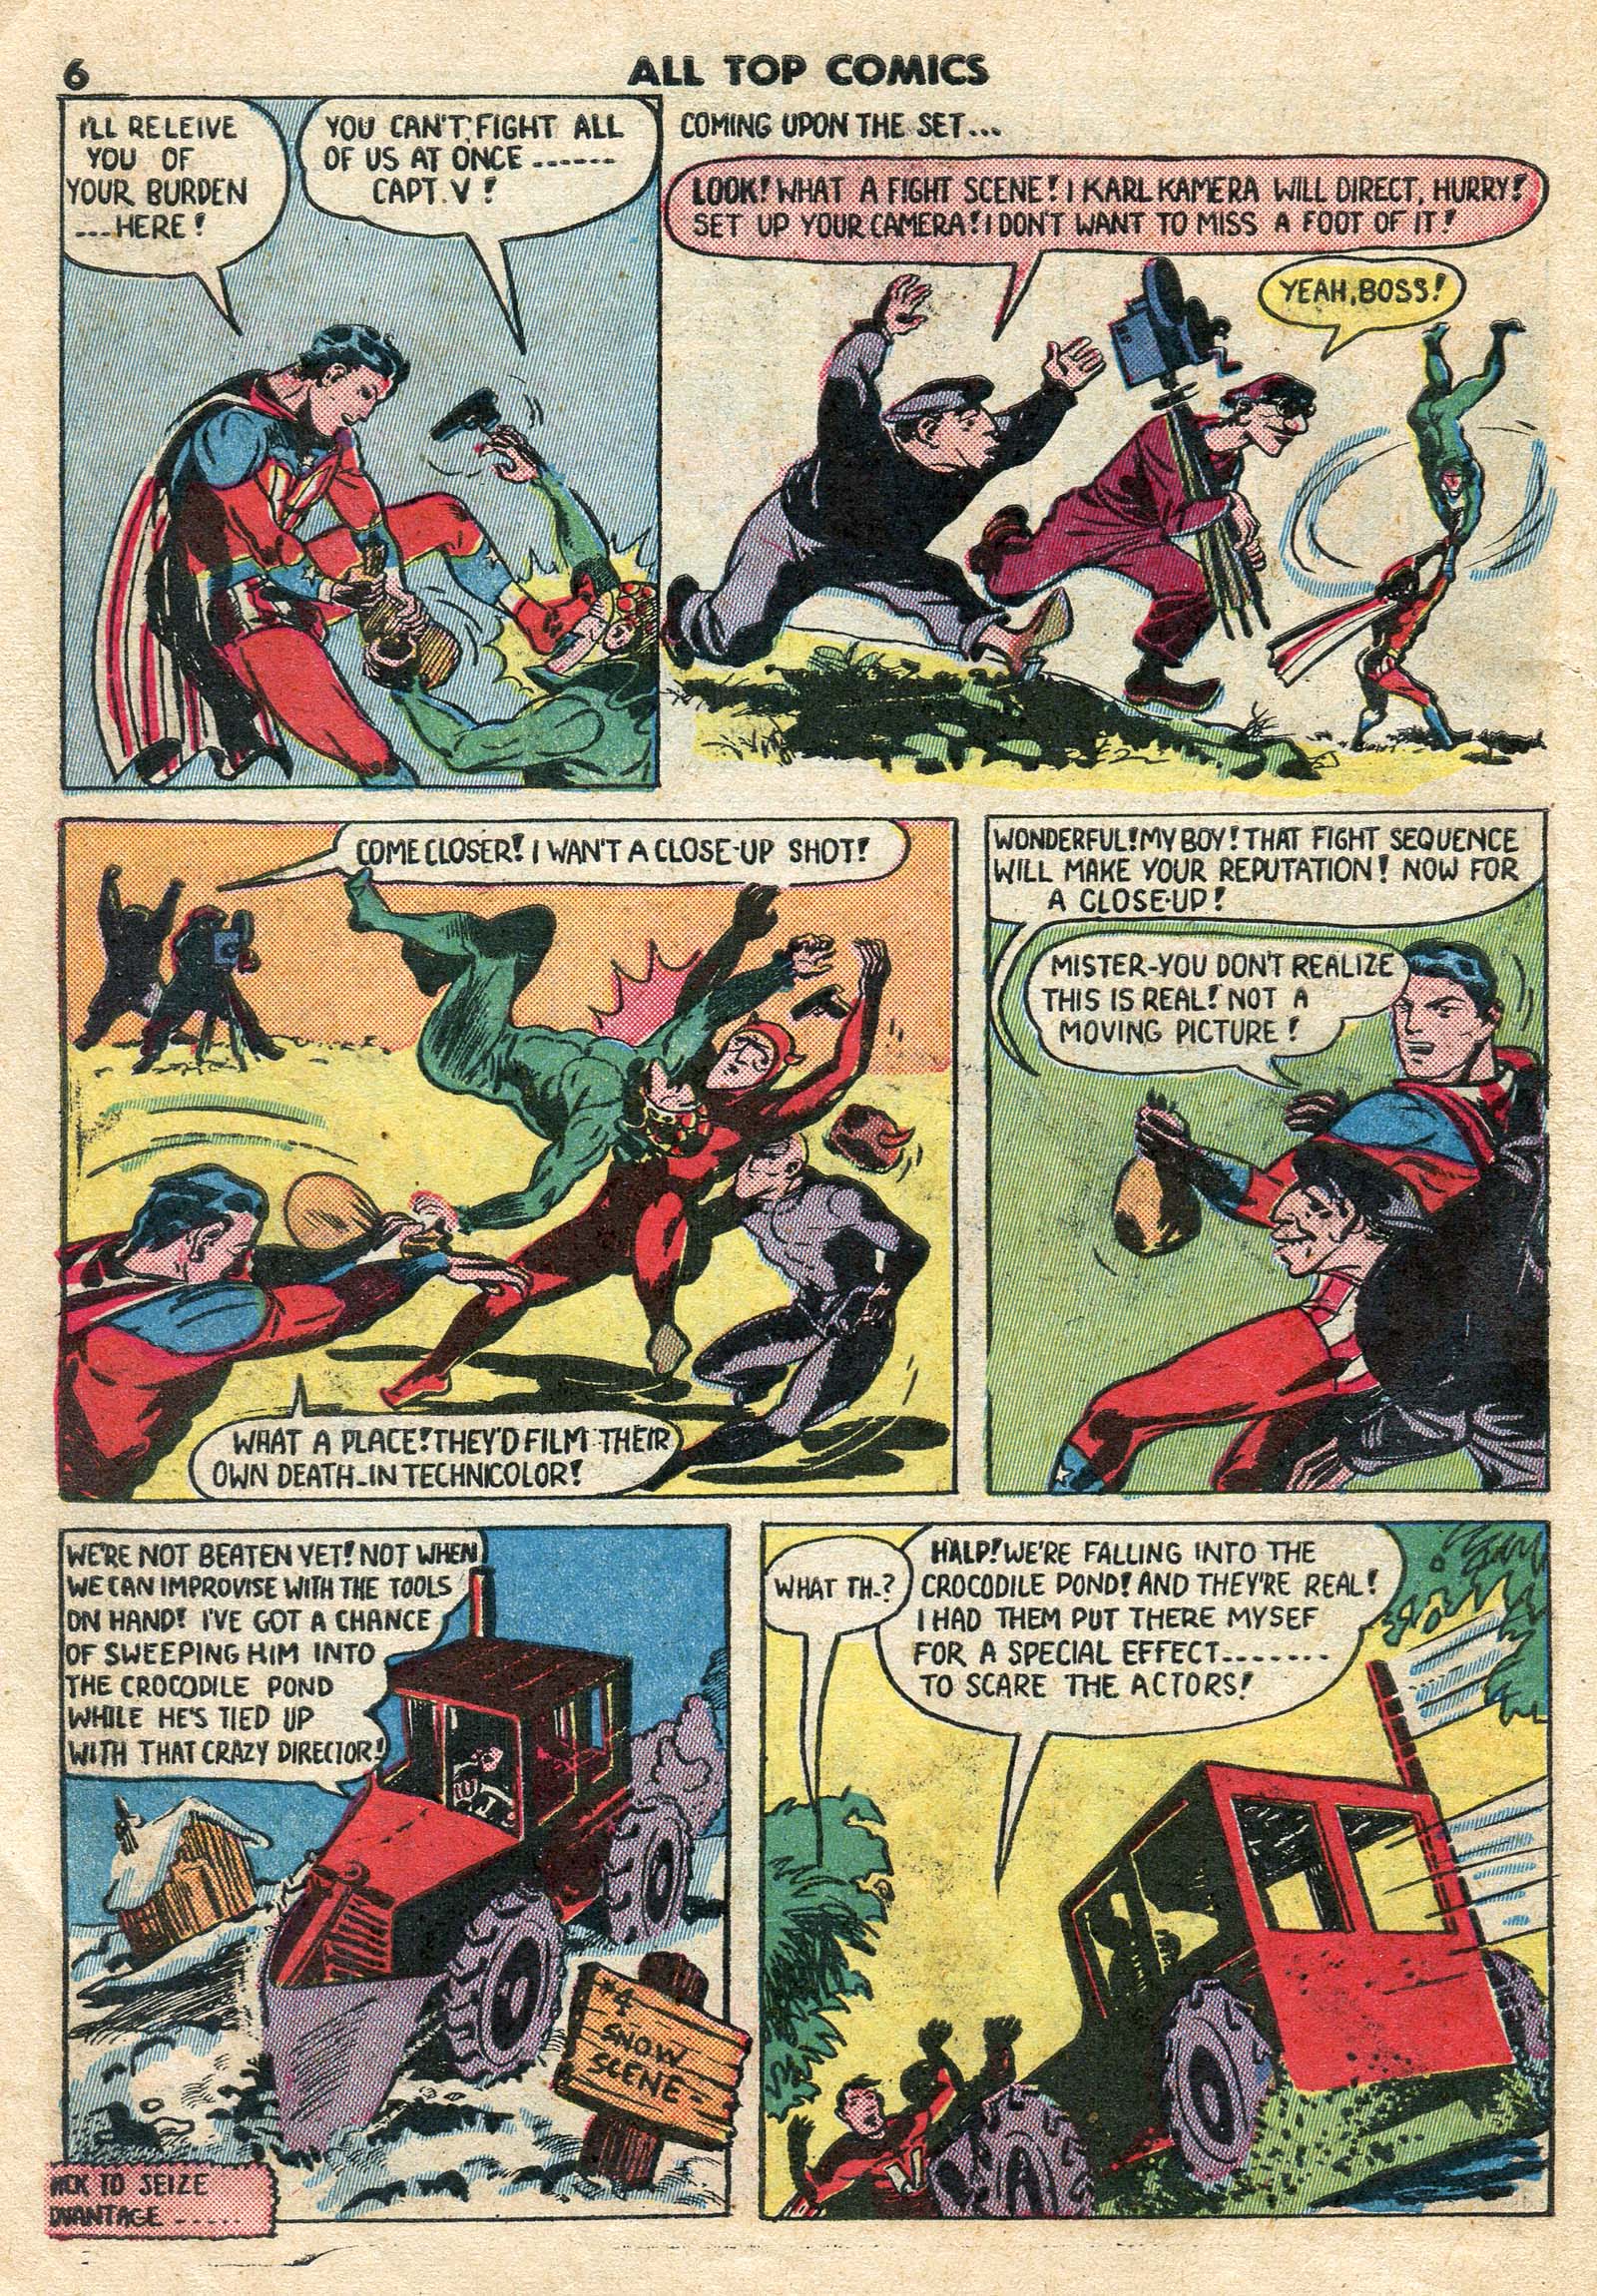 6
ALL TOP COMICS
I'LL RELEIVE
YOU OF
YOUR BURDEN
---HERE!
YOU CAN'T FIGHT ALL
OF US AT ONCE ------
CAPT. V!
COMING UPON THE SET...
LOOK! WHAT A FIGHT SCENE! I KARL KAMERA WILL DIRECT, HURRY!
SET UP YOUR CAMERA! I DON'T WANT TO MISS A FOOT OF IT!
YEAH, BOSS!
COME CLOSER! I WAN'T A CLOSE-UP SHOT!
WHAT A PLACE! THEY'D FILM THEIR
OWN DEATH-IN TECHNICOLOR!
WONDERFUL! MY BOY! THAT FIGHT SEQUENCE
WILL MAKE YOUR REPUTATION! NOW FOR
A CLOSE-UP!
MISTER-YOU DON'T REALIZE
THIS IS REAL! NOT A
MOVING PICTURE!
WE'RE NOT BEATEN YET! NOT WHEN
WE CAN IMPROVISE WITH THE TOOLS
ON HAND! I'VE GOT A CHANCE
OF SWEEPING HIM INTO
THE CROCODILE POND
WHILE HE'S TIED UP
WITH THAT CRAZY DIRECTOR!
SNOW
SCENE-
TO SEIZE
WHAT TH-?
HALP! WE'RE FALLING INTO THE
CROCODILE POND! AND THEY'RE REAL!
I HAD THEM PUT THERE MYSEF
FOR A SPECIAL EFFECT-------
TO SCARE THE ACTORS!
V